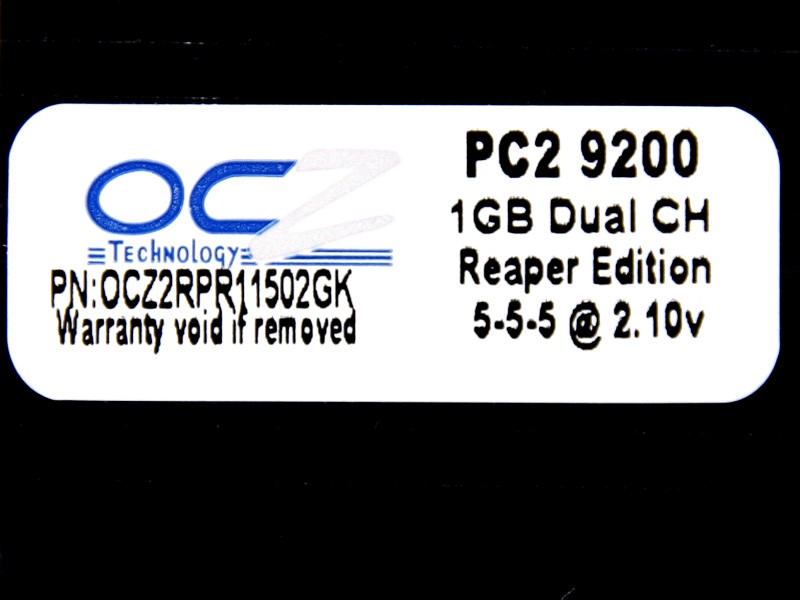 OCZ
Technology
PN:OCZ2RPR11502GK
Warranty void if removed
PC2 9200
1GB Dual CH
Reaper Edition
5-5-5 @ 2.10v